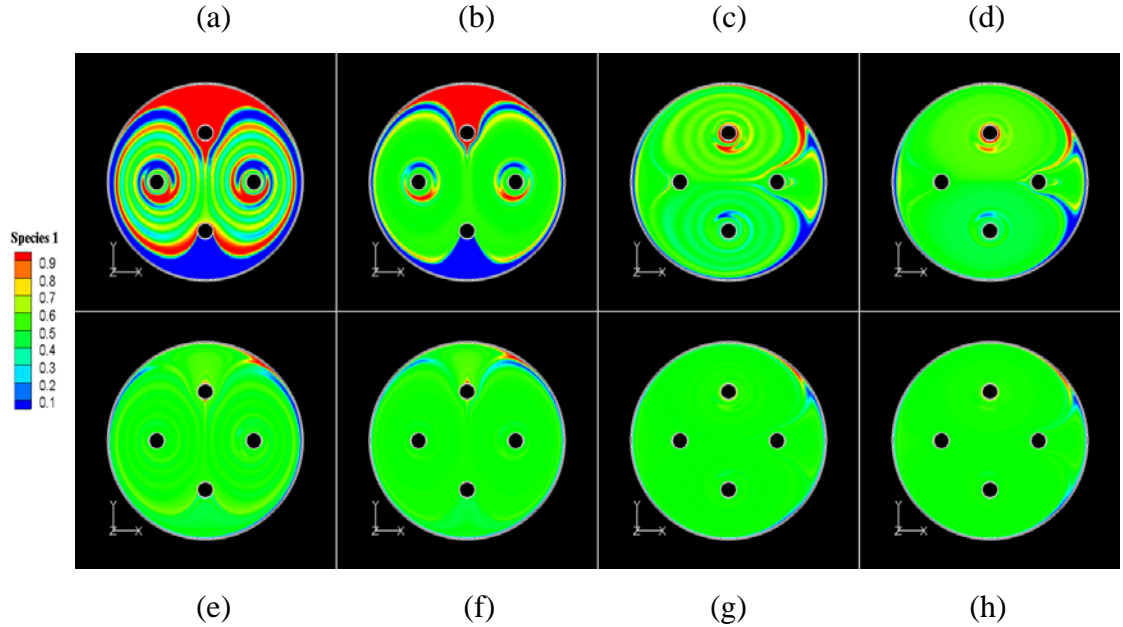 (a) (b) (c) (d)
Species 1
0.9
0.8
0.7
0.6
0.5
0.4
0.3
0.2
0.1
Y Z X
Y Z X
Y Z X
Y Z X
Y Z X
Y Z X
Y Z X
Y Z X
(e) (f) (g) (h)